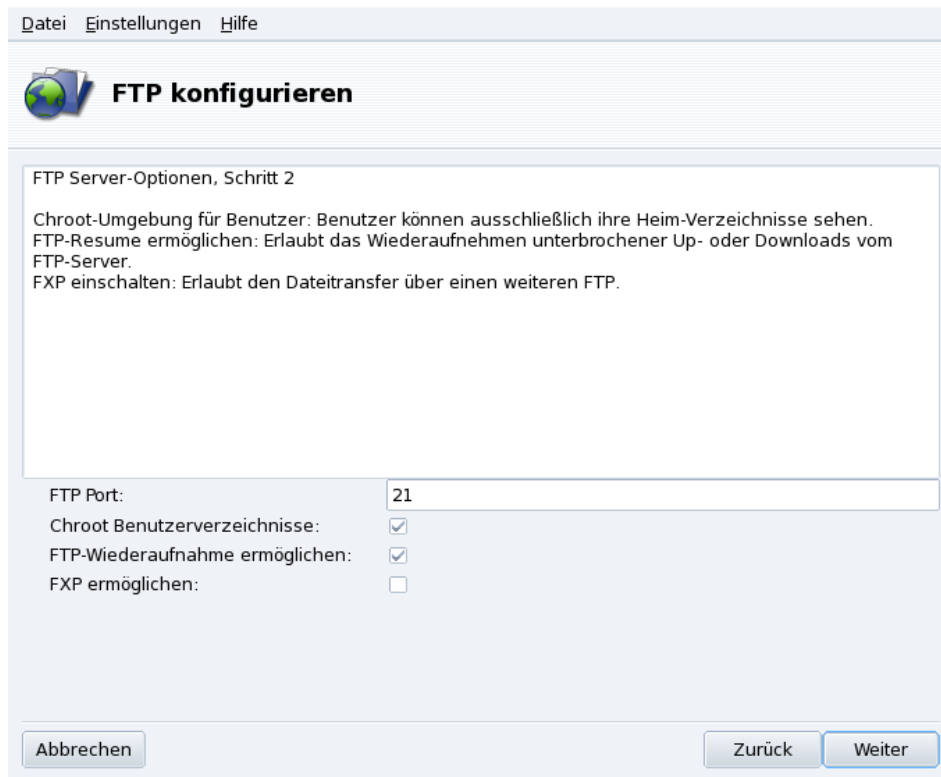 Datei Einstellungen Hilfe
FTP konfigurieren
FTP Server-Optionen, Schritt 2
Chroot-Umgebung für Benutzer: Benutzer können ausschließlich ihre Heim-Verzeichnisse sehen.
FTP-Resume ermöglichen: Erlaubt das Wiederaufnehmen unterbrochener Up- oder Downloads vom
FTP-Server.
FXP einschalten: Erlaubt den Dateitransfer über einen weiteren FTP.
FTP Port: 21
Chroot Benutzerverzeichnisse:
FTP-Wiederaufnahme ermöglichen:
FXP ermöglichen:
Abbrechen Zurück Weiter